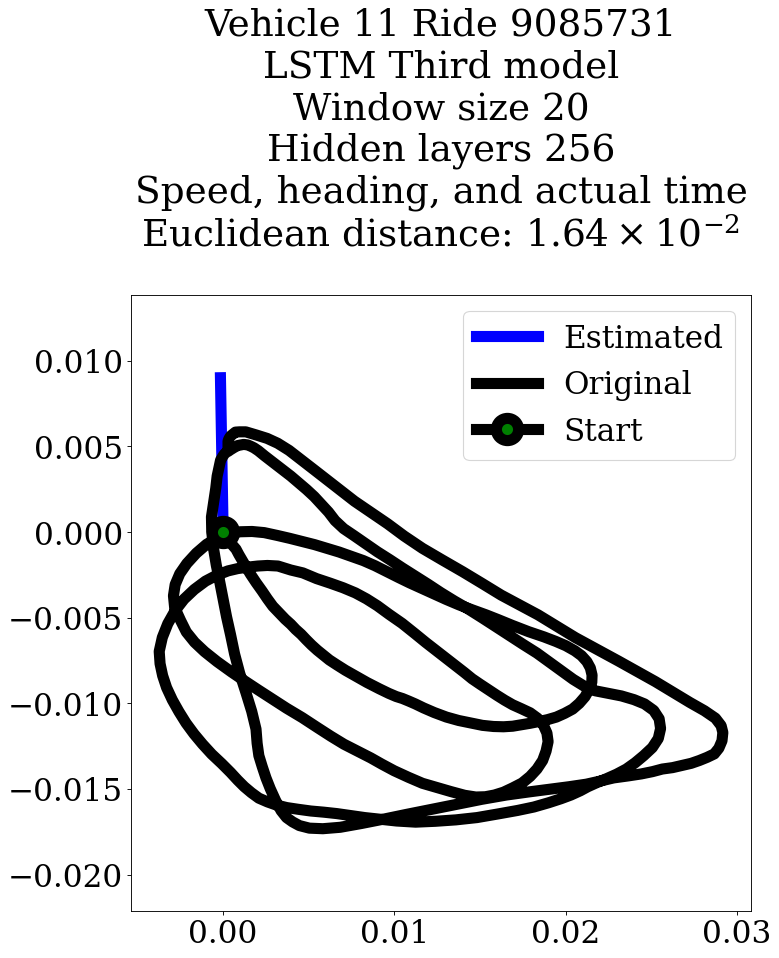 Vehicle 11 Ride 9085731
LSTM Third model
Window size 20
Hidden layers 256
Speed, heading, and actual time
Euclidean distance: 1.64 × 10⁻²
Estimated
Original
Start
0.010
0.005
0.000
−0.005
−0.010
−0.015
−0.020
0.00 0.01 0.02 0.03